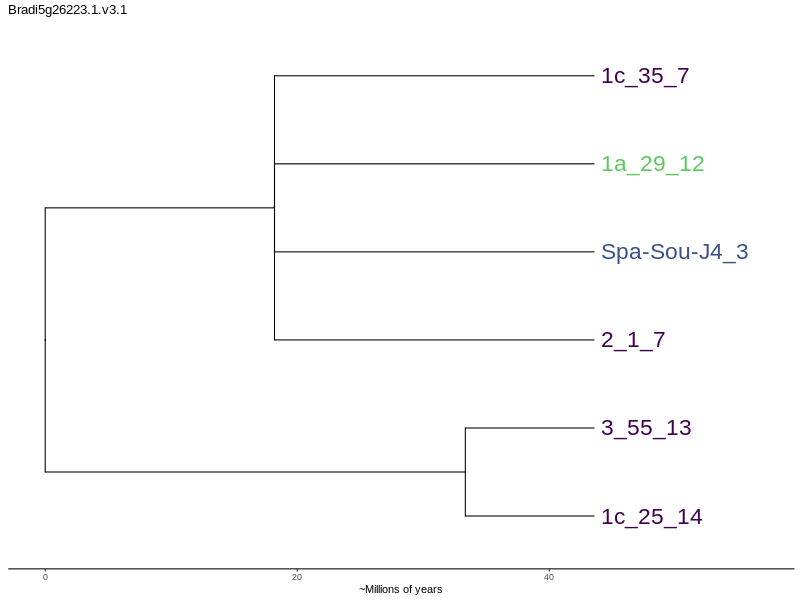 Bradi5g26223.1.v3.1
1c_35_7
1a_29_12
Spa-Sou-J4_3
2_1_7
3_55_13
1c_25_14
0 20 40
~Millions of years